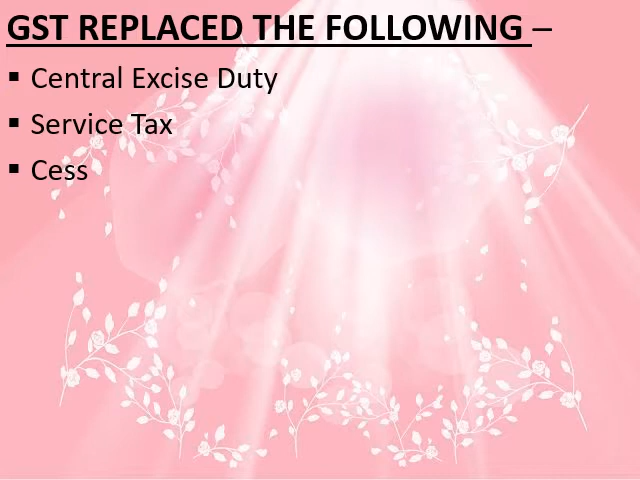 GST REPLACED THE FOLLOWING –
▪ Central Excise Duty
▪ Service Tax
▪ Cess